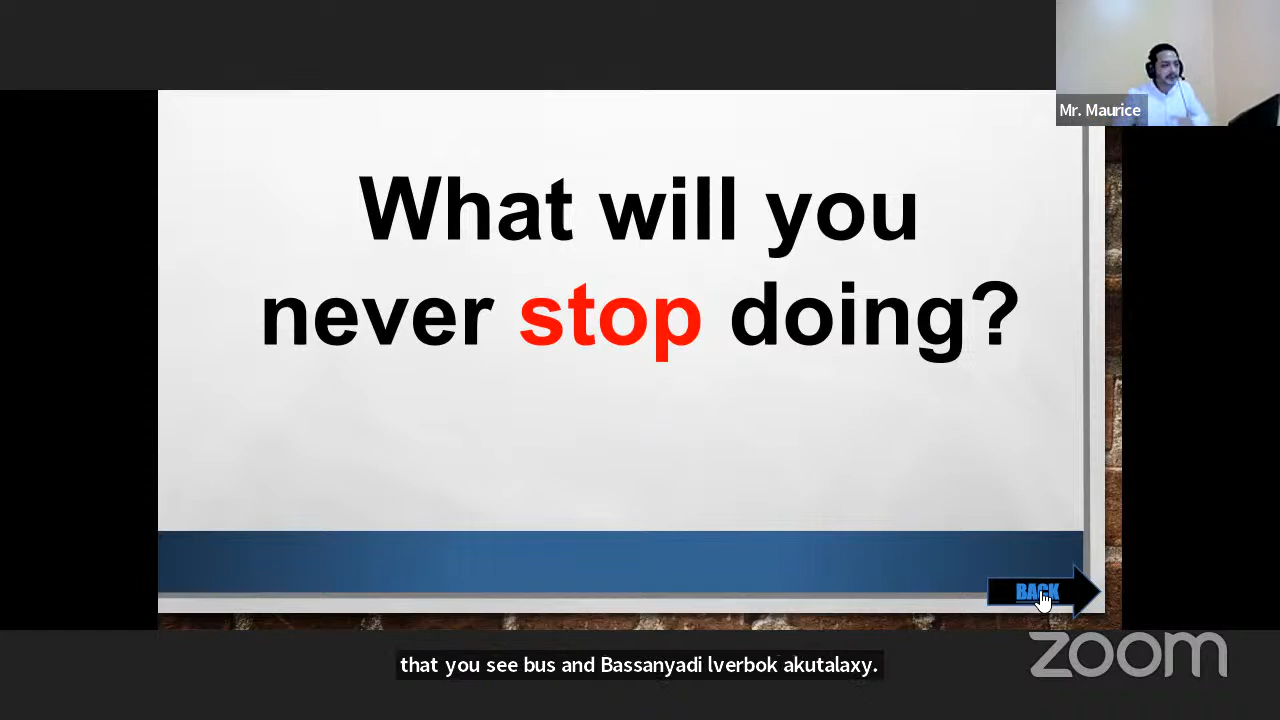 Mr. Maurice
What will you
never stop doing?
BACK
that you see bus and Bassanyadi lverbok akutalaxy.
zoom